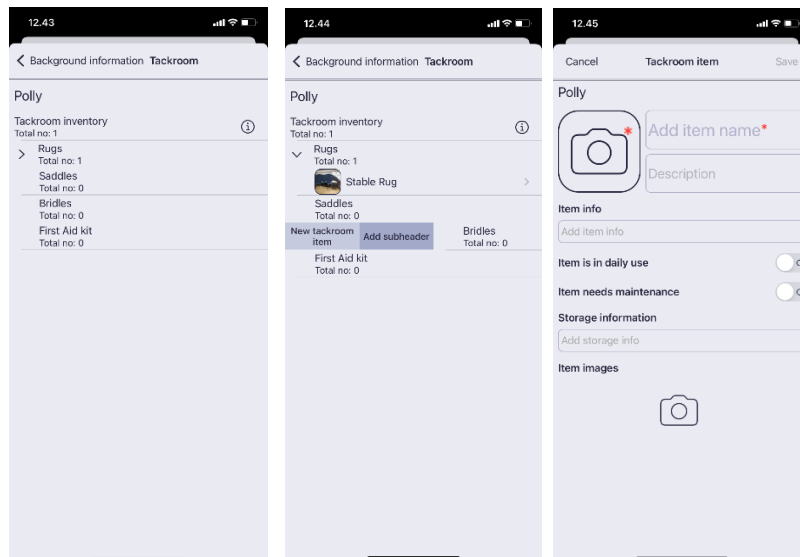 12.43
Background information Tackroom
Polly
Tackroom inventory
Total no: 1
Rugs
Total no: 1
Saddles
Total no: 0
Bridles
Total no: 0
First Aid kit
Total no: 0
12.44
Background information Tackroom
Polly
Tackroom inventory
Total no: 1
Rugs
Total no: 1
Stable Rug
Saddles
Total no: 0
New tackroom item
Add subheader
Bridles
Total no: 0
First Aid kit
Total no: 0
12.45
Cancel Tackroom item Save
Polly
Add item name*
*
Description
Item info
Add item info
Item is in daily use
Item needs maintenance
Storage information
Add storage info
Item images